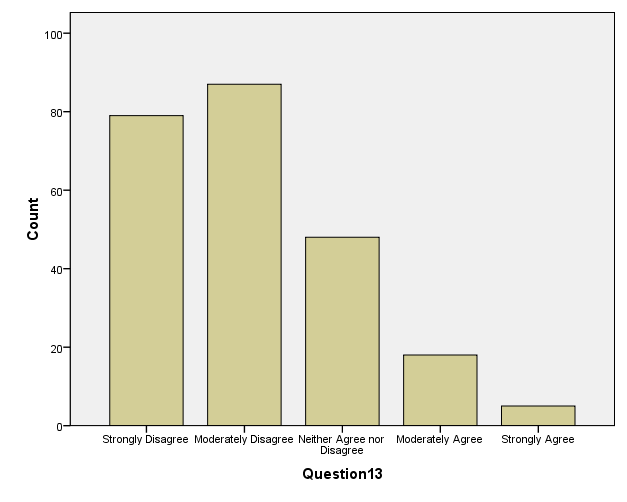 100
80
60
40
20
0
Count
Strongly Disagree
Moderately Disagree
Neither Agree nor
Disagree
Moderately Agree
Strongly Agree
Question13